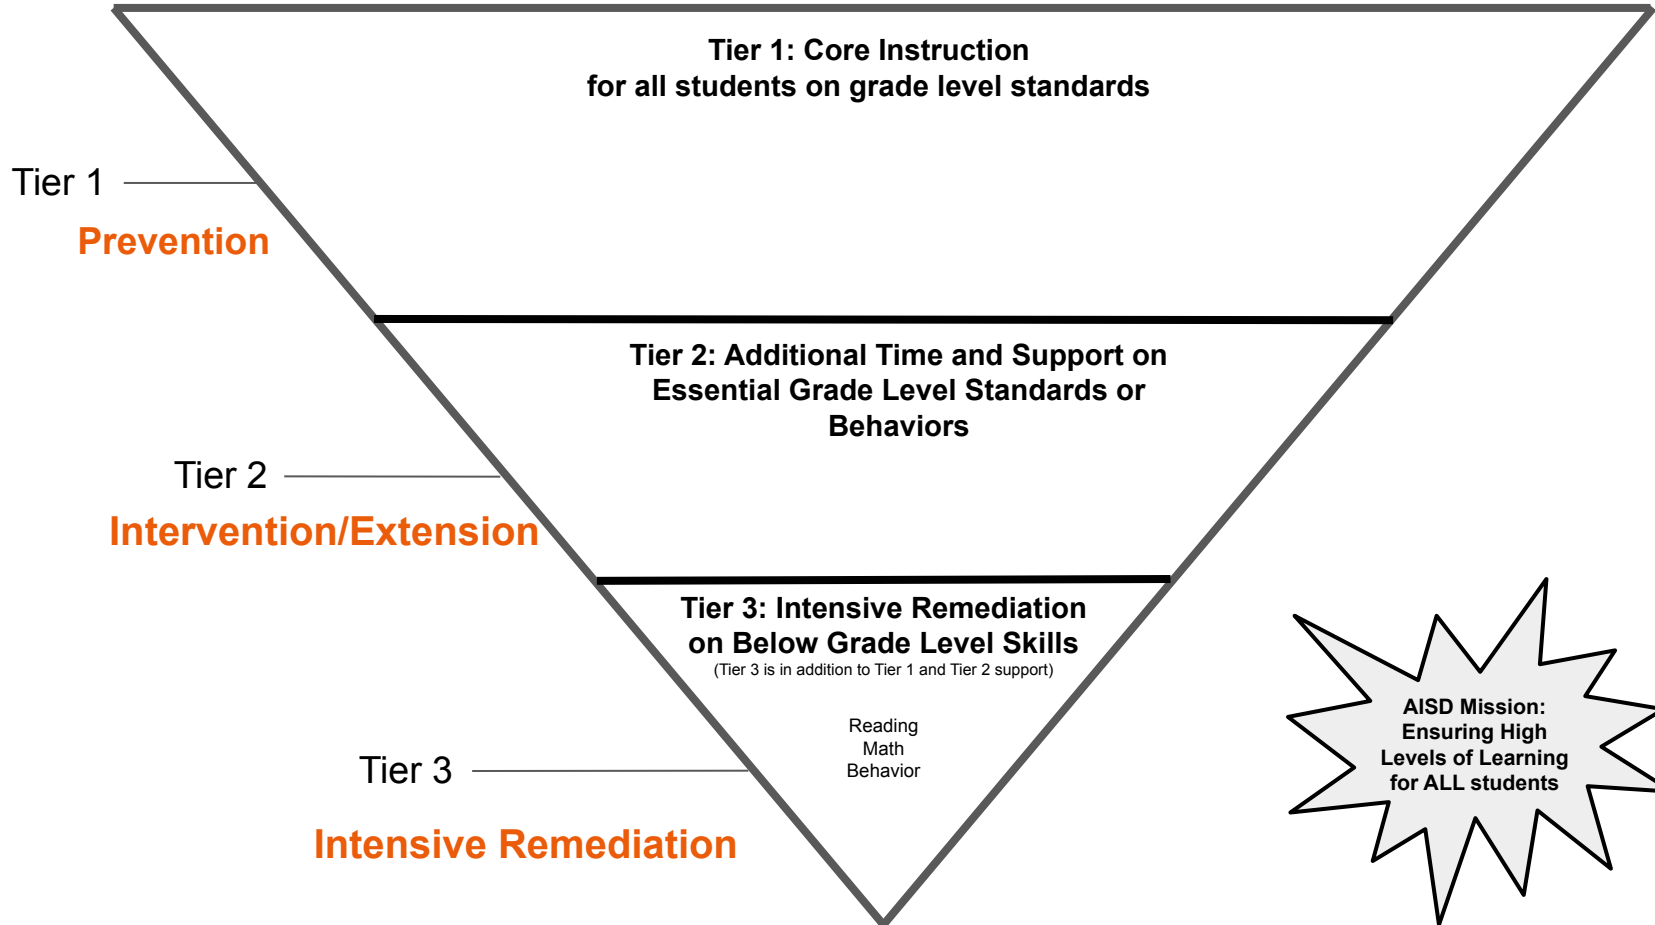 Tier 1: Core Instruction
for all students on grade level standards
Tier 1
Prevention
Tier 2: Additional Time and Support on
Essential Grade Level Standards or
Behaviors
Tier 2
Intervention/Extension
Tier 3: Intensive Remediation
on Below Grade Level Skills
(Tier 3 is in addition to Tier 1 and Tier 2 support)
Reading
Math
Behavior
Tier 3
Intensive Remediation
AISD Mission:
Ensuring High
Levels of Learning
for ALL students